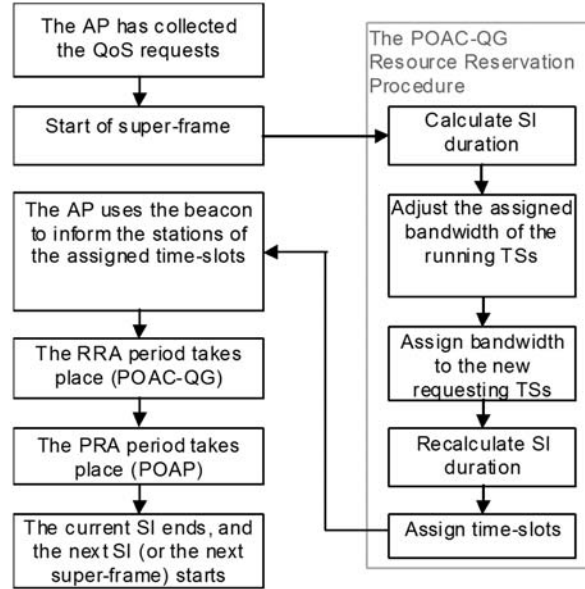 The AP has collected
the QoS requests
Start of super-frame
The POAC-QG
Resource Reservation
Procedure
Calculate SI
duration
Adjust the assigned
bandwidth of the
running TSs
Assign bandwidth
to the new
requesting TSs
Recalculate SI
duration
Assign time-slots
The AP uses the beacon
to inform the stations of
the assigned time-slots
The RRA period takes
place (POAC-QG)
The PRA period takes
place (POAP)
The current SI ends, and
the next SI (or the next
super-frame) starts